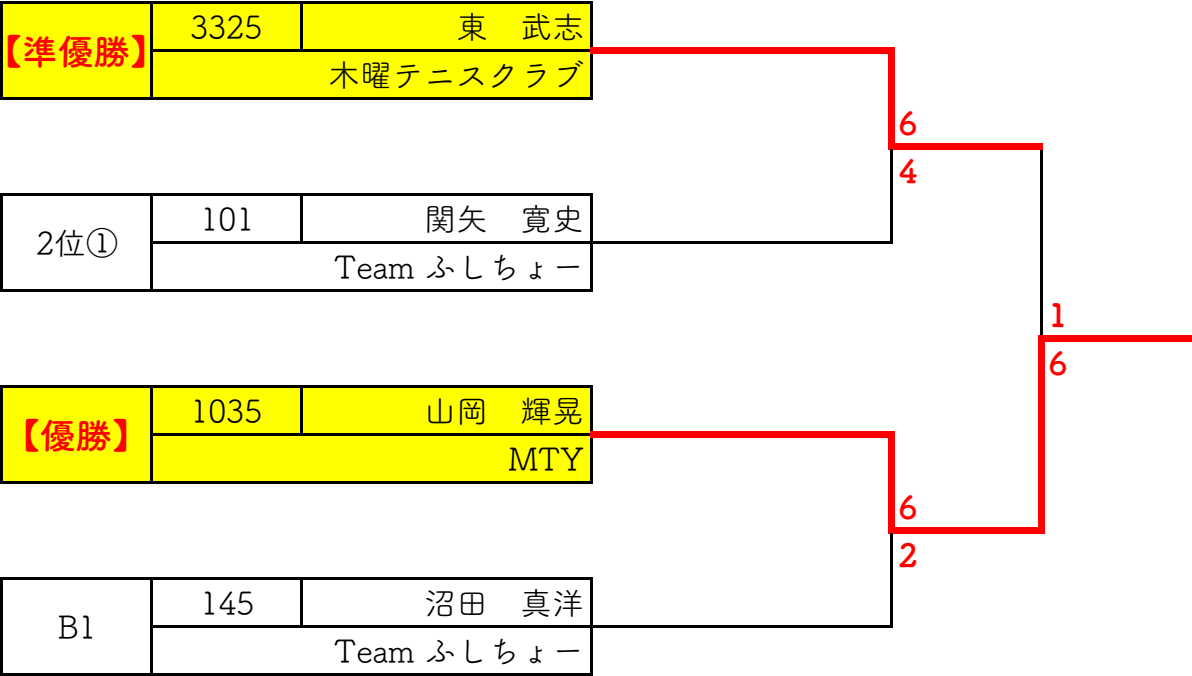 【準優勝】
3325
東　武志
木曜テニスクラブ
6
4
2位①
101
関矢　寛史
Team ふしちょー
1
6
【優勝】
1035
山岡　輝晃
MTY
6
2
B1
145
沼田　真洋
Team ふしちょー